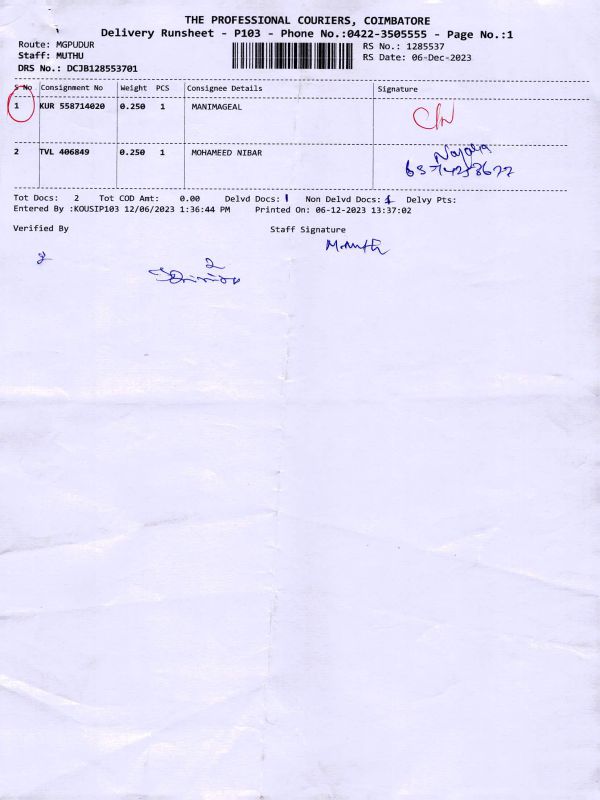 THE PROFESSIONAL COURIERS, COIMBATORE
Delivery Runsheet - P103 - Phone No.:0422-3505555 - Page No.:1
Route: MGPUDUR RS No.: 1285537
Staff: MUTHU RS Date: 06-Dec-2023
DRS No.: DCJB128553701
S No Consignment No Weight PCS Consignee Details Signature
1 KUR 558714020 0.250 1 MANIMAGEAL
2 TVL 406849 0.250 1 MOHAMEED NIBAR
Tot Docs: 2 Tot COD Amt: 0.00 Delvd Docs: 1 Non Delvd Docs: 1 Delvy Pts:
Entered By :KOUSIP103 12/06/2023 1:36:44 PM Printed On: 06-12-2023 13:37:02
Verified By Staff Signature
M.Muth
2